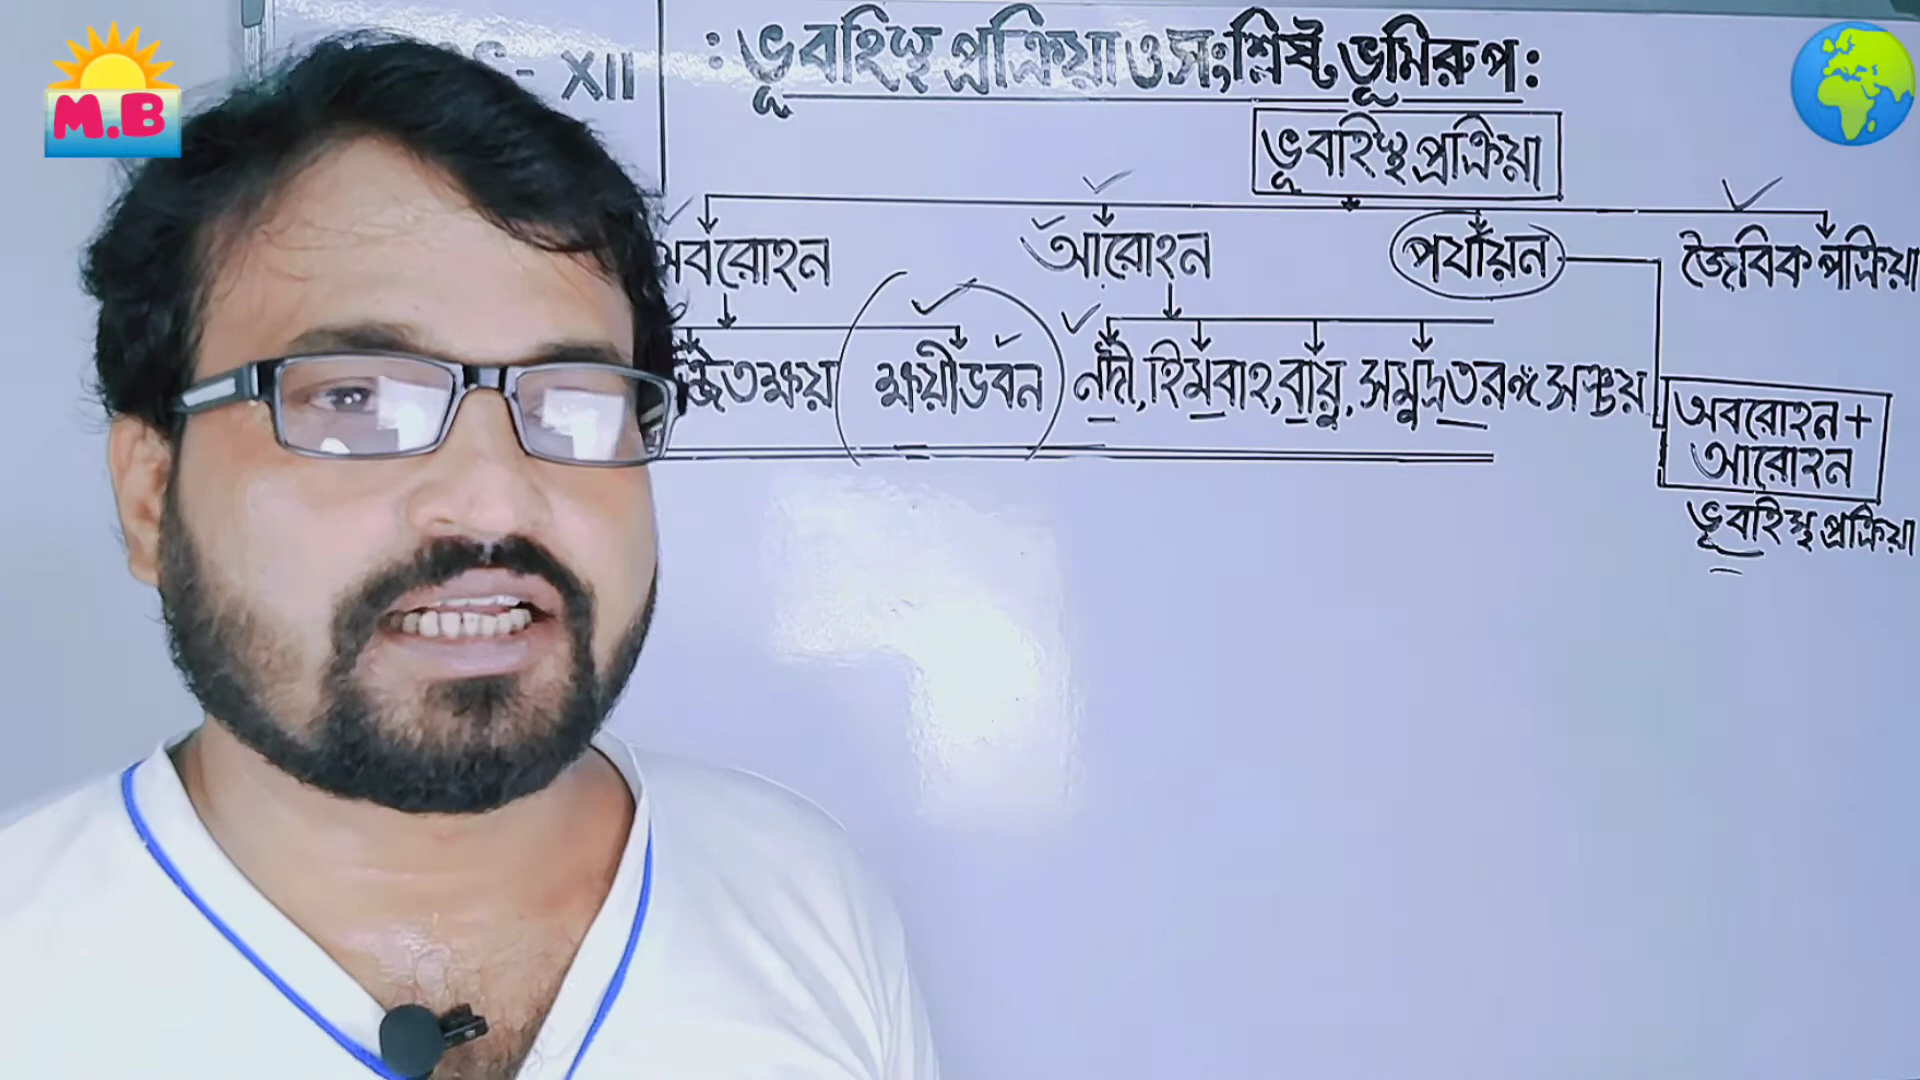 M.B
XII
: ভূবহিস্থ প্রক্রিয়া ও সংশ্লিষ্ট ভূমিরুপ :
ভূবহিস্থ প্রক্রিয়া
অবরোহন আরোহন পর্যায়ন জৈবিক প্রক্রিয়া
ক্ষয়ীভবন নদী, হিমবাহ, বায়ু, সমুদ্রতরঙ্গ সঞ্চয়
অবরোহন +
আরোহন
ভূবহিস্থ প্রক্রিয়া